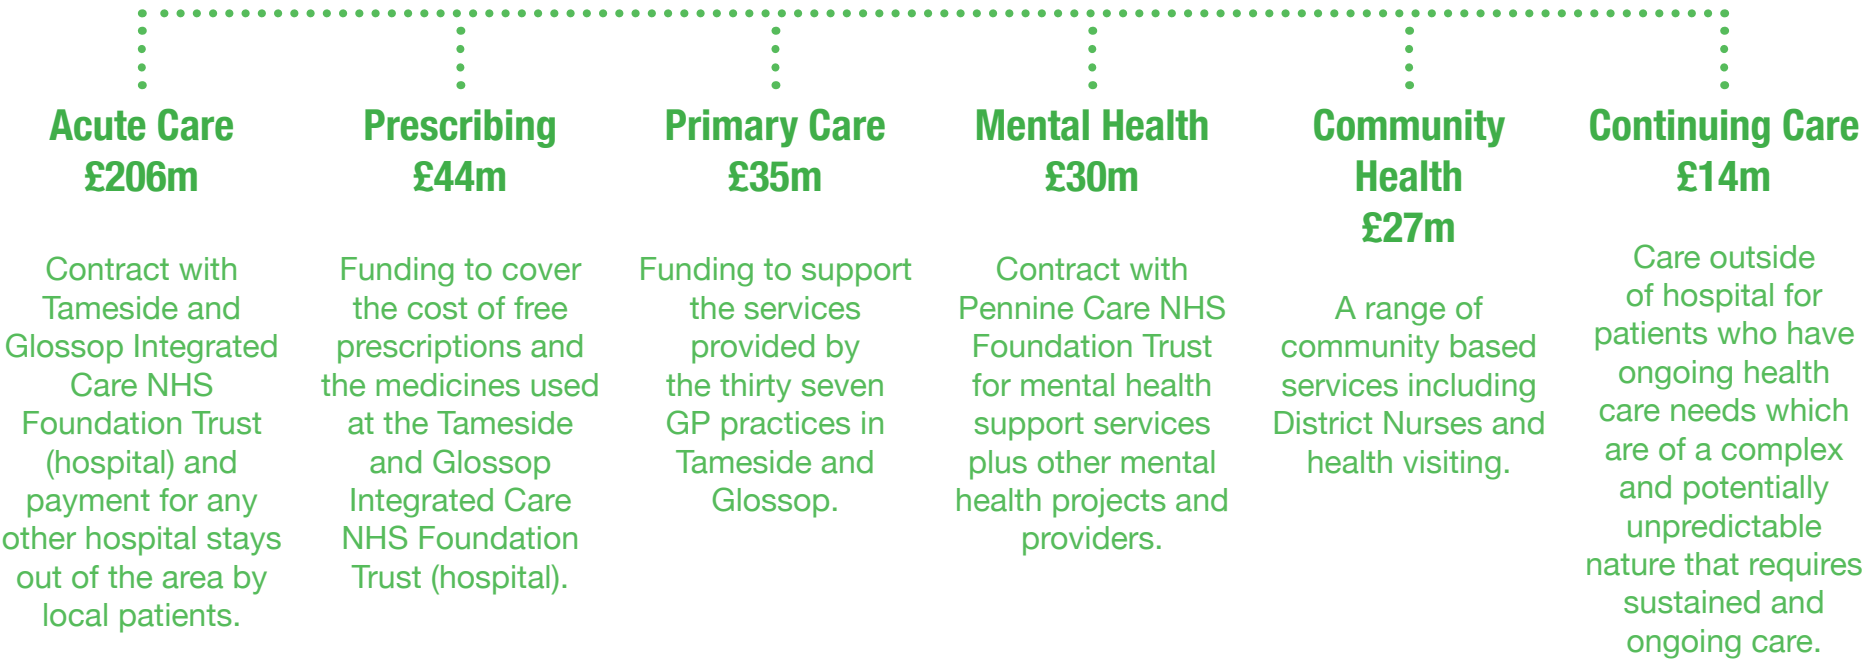 Acute Care
£206m
Contract with
Tameside and
Glossop Integrated
Care NHS
Foundation Trust
(hospital) and
payment for any
other hospital stays
out of the area by
local patients.
Prescribing
£44m
Funding to cover
the cost of free
prescriptions and
the medicines used
at the Tameside
and Glossop
Integrated Care
NHS Foundation
Trust (hospital).
Primary Care
£35m
Funding to support
the services
provided by
the thirty seven
GP practices in
Tameside and
Glossop.
Mental Health
£30m
Contract with
Pennine Care NHS
Foundation Trust
for mental health
support services
plus other mental
health projects and
providers.
Community
Health
£27m
A range of
community based
services including
District Nurses and
health visiting.
Continuing Care
£14m
Care outside
of hospital for
patients who have
ongoing health
care needs which
are of a complex
and potentially
unpredictable
nature that requires
sustained and
ongoing care.